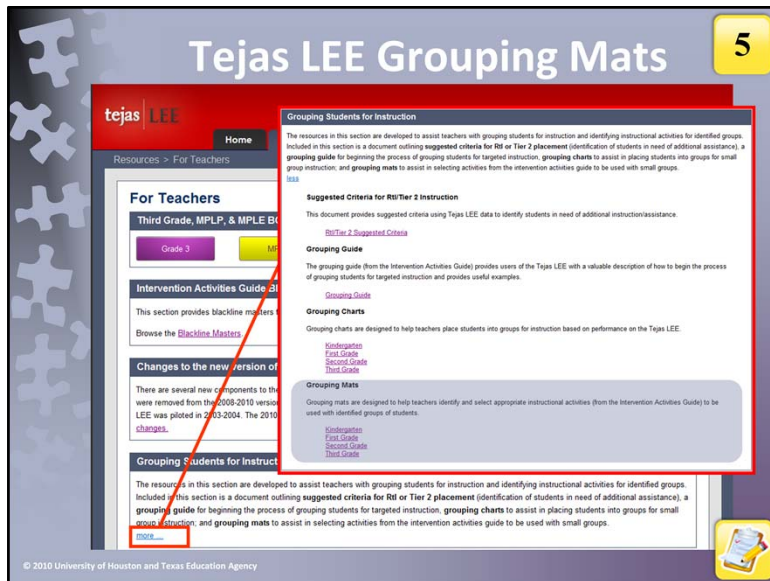 Tejas LEE Grouping Mats
5
tejas LEE
Home
Resources > For Teachers
For Teachers
Third Grade, MPLP, & MPLE BO
Grade 3
MP
Intervention Activities Guide Bl
This section provides blackline masters f
Browse the Blackline Masters.
Changes to the new version of
There are several new components to the
were removed from the 2008-2010 versio
LEE was piloted in 2003-2004. The 2010
changes.
Grouping Students for Instruct
The resources in this section are developed to assist teachers with grouping students for instruction and identifying instructional activities for identified groups.
Included in this section is a document outlining suggested criteria for RtI or Tier 2 placement (identification of students in need of additional assistance), a
grouping guide for beginning the process of grouping students for targeted instruction, grouping charts to assist in placing students into groups for small
group instruction; and grouping mats to assist in selecting activities from the intervention activities guide to be used with small groups.
more ...
Grouping Students for Instruction
The resources in this section are developed to assist teachers with grouping students for instruction and identifying instructional activities for identified groups.
Included in this section is a document outlining suggested criteria for RtI or Tier 2 placement (identification of students in need of additional assistance), a
grouping guide for beginning the process of grouping students for targeted instruction, grouping charts to assist in placing students into groups for small
group instruction; and grouping mats to assist in selecting activities from the intervention activities guide to be used with small groups.
less
Suggested Criteria for RtI/Tier 2 Instruction
This document provides suggested criteria using Tejas LEE data to identify students in need of additional instruction/assistance.
RtI/Tier 2 Suggested Criteria
Grouping Guide
The grouping guide (from the Intervention Activities Guide) provides users of the Tejas LEE with a valuable description of how to begin the process
of grouping students for targeted instruction and provides useful examples.
Grouping Guide
Grouping Charts
Grouping charts are designed to help teachers place students into groups for instruction based on performance on the Tejas LEE.
Kindergarten
First Grade
Second Grade
Third Grade
Grouping Mats
Grouping mats are designed to help teachers identify and select appropriate instructional activities (from the Intervention Activities Guide) to be
used with identified groups of students.
Kindergarten
First Grade
Second Grade
Third Grade
© 2010 University of Houston and Texas Education Agency